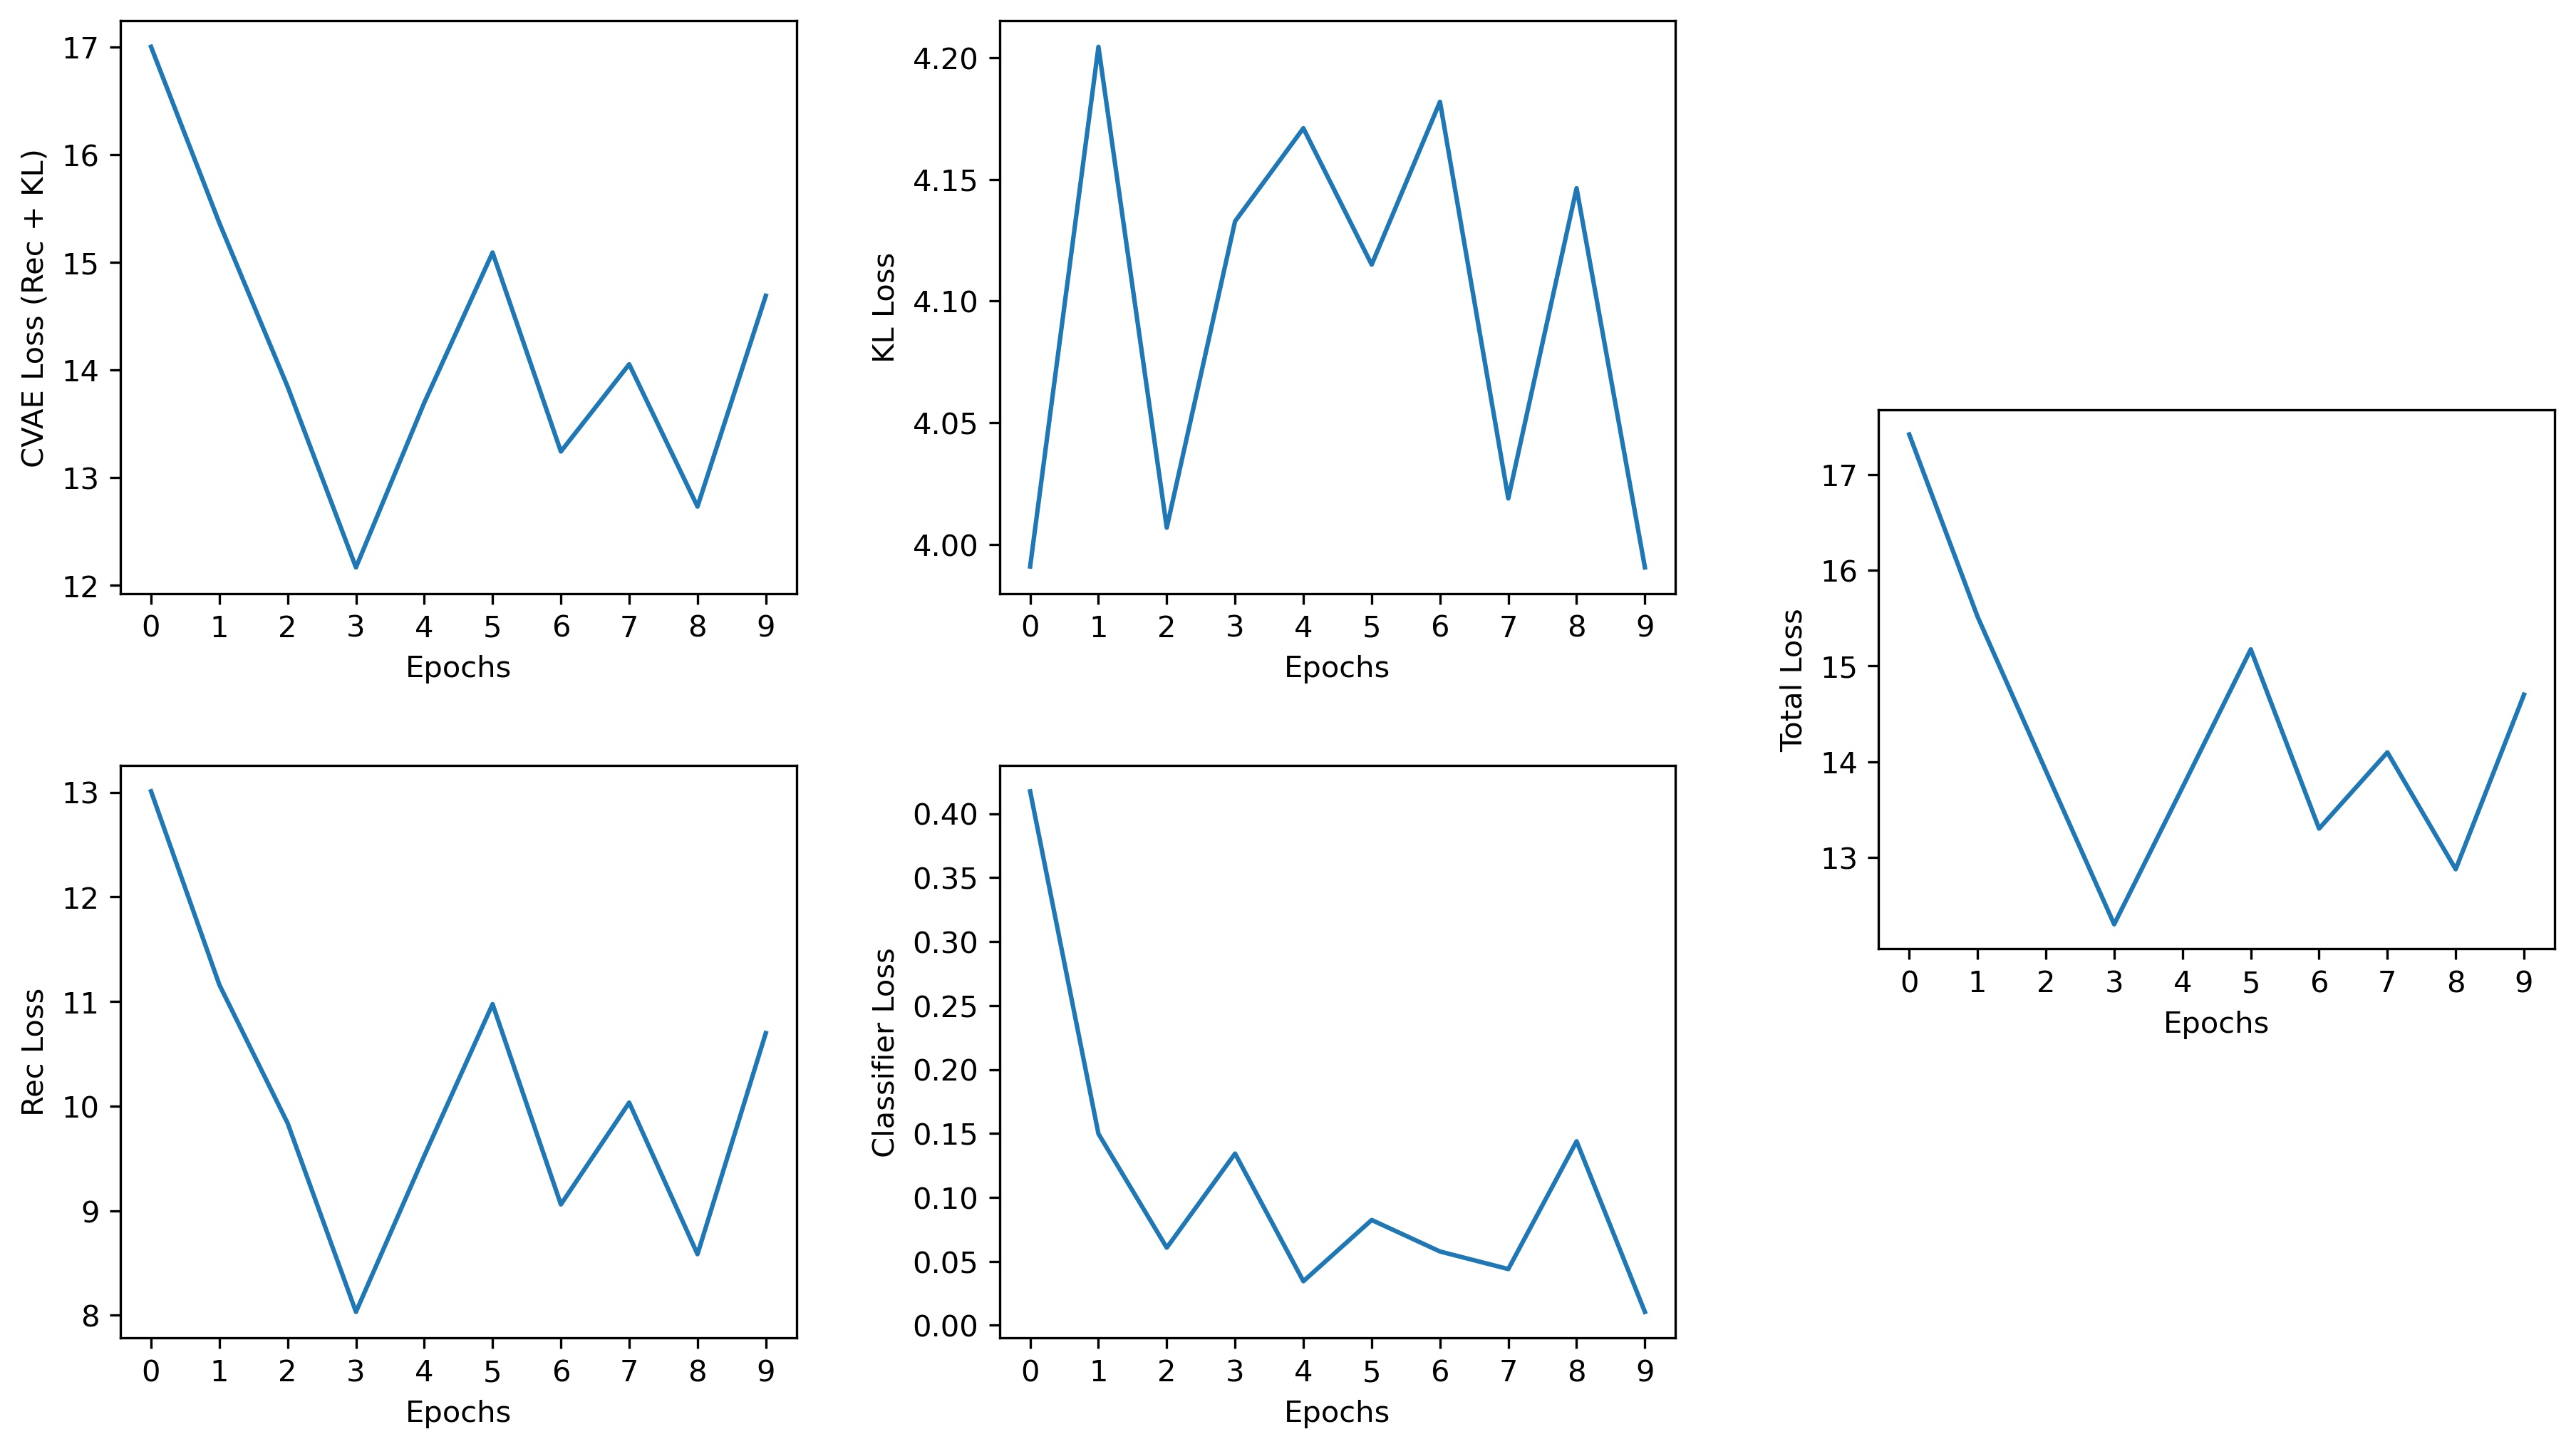 CVAE Loss (Rec + KL)
17
16
15
14
13
12
0 1 2 3 4 5 6 7 8 9
Epochs
KL Loss
4.20
4.15
4.10
4.05
4.00
0 1 2 3 4 5 6 7 8 9
Epochs
Rec Loss
13
12
11
10
9
8
0 1 2 3 4 5 6 7 8 9
Epochs
Classifier Loss
0.40
0.35
0.30
0.25
0.20
0.15
0.10
0.05
0.00
0 1 2 3 4 5 6 7 8 9
Epochs
Total Loss
17
16
15
14
13
0 1 2 3 4 5 6 7 8 9
Epochs